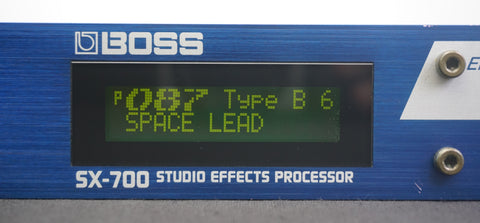 BOSS
P087 Type B 6
SPACE LEAD
SX-700 STUDIO EFFECTS PROCESSOR